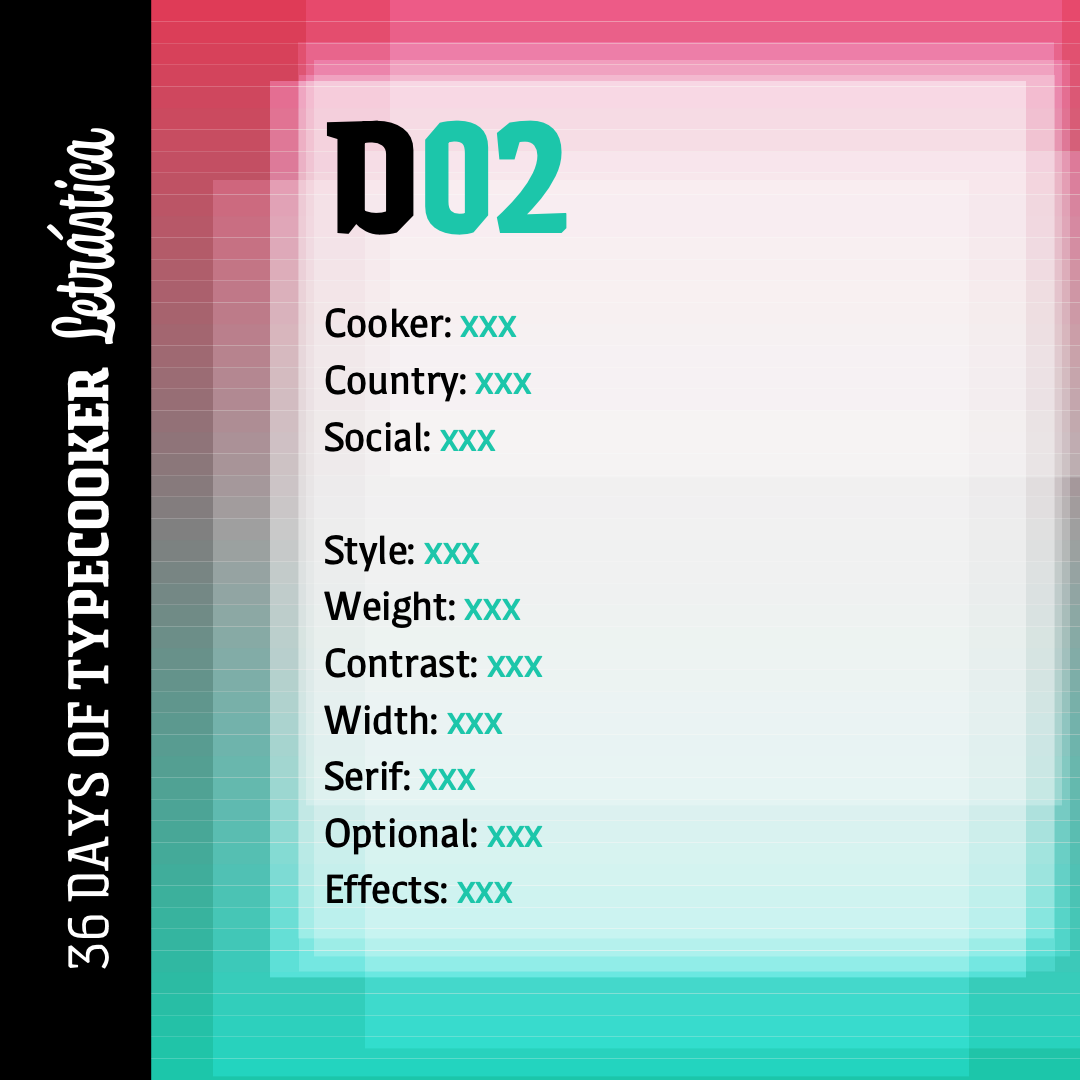 36 DAYS OF TYPECOOKER Letrástica
D02
Cooker: xxx
Country: xxx
Social: xxx
Style: xxx
Weight: xxx
Contrast: xxx
Width: xxx
Serif: xxx
Optional: xxx
Effects: xxx